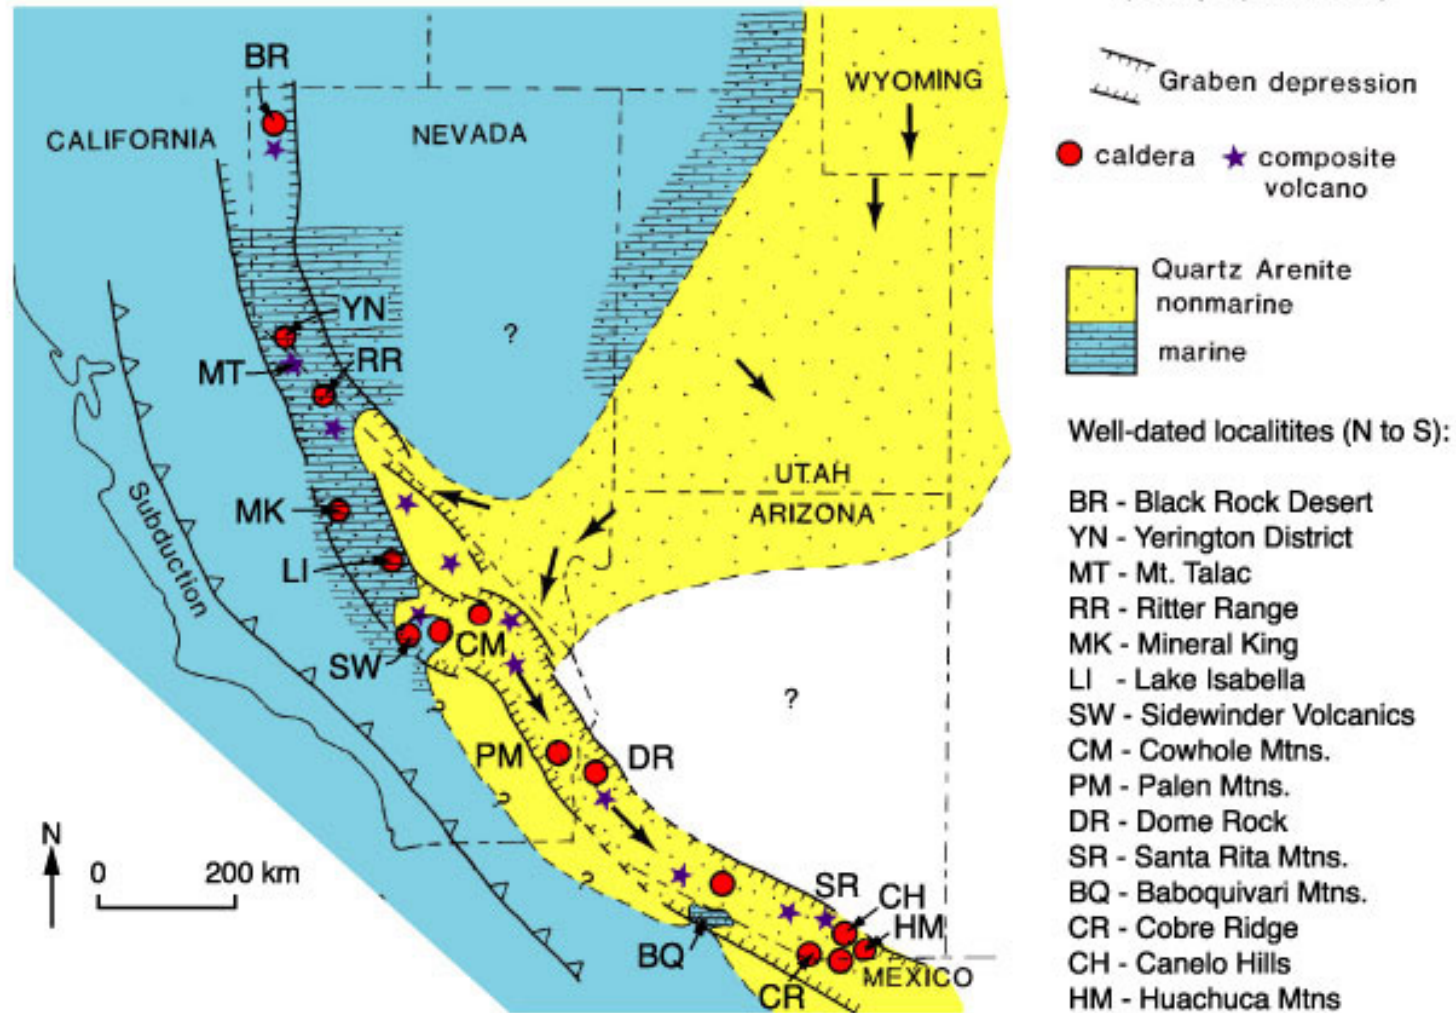 BR
WYOMING
CALIFORNIA
NEVADA
YN
?
MT
RR
UTAH
ARIZONA
MK
Subduction
LI
CM
SW
?
?
PM
DR
?
N
0 200 km
?
SR
CH
HM
BQ
CR
MEXICO
Graben depression
caldera
composite
volcano
Quartz Arenite
nonmarine
marine
Well-dated localitites (N to S):
BR - Black Rock Desert
YN - Yerington District
MT - Mt. Talac
RR - Ritter Range
MK - Mineral King
LI - Lake Isabella
SW - Sidewinder Volcanics
CM - Cowhole Mtns.
PM - Palen Mtns.
DR - Dome Rock
SR - Santa Rita Mtns.
BQ - Baboquivari Mtns.
CR - Cobre Ridge
CH - Canelo Hills
HM - Huachuca Mtns